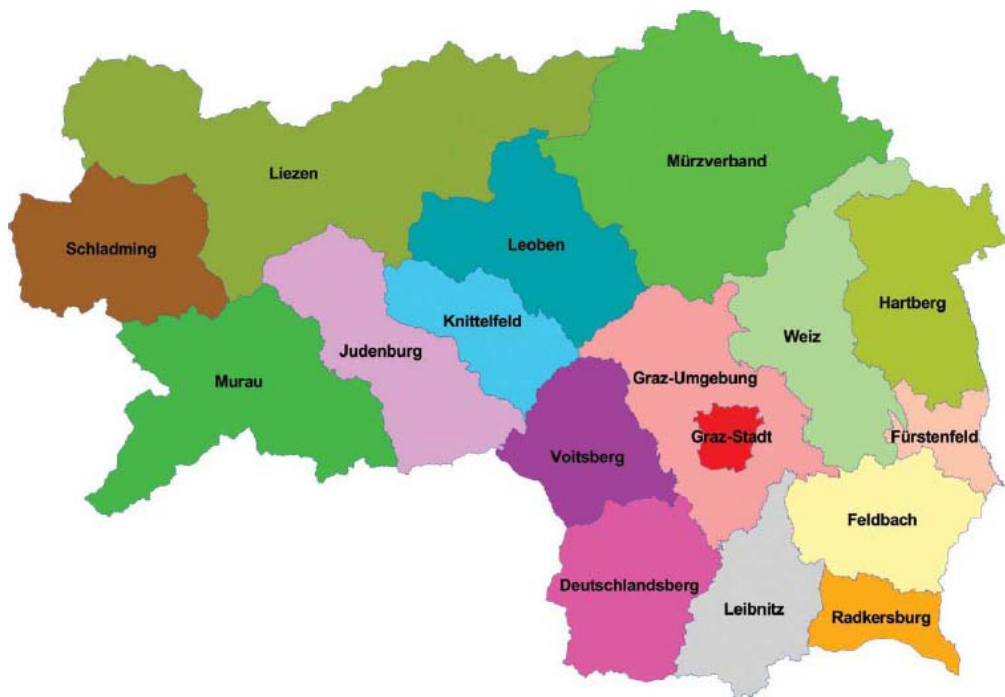 Mürzverband
Liezen
Schladming
Leoben
Hartberg
Knittelfeld
Weiz
Judenburg
Murau
Graz-Umgebung
Graz-Stadt
Fürstenfeld
Voitsberg
Feldbach
Deutschlandsberg
Leibnitz
Radkersburg